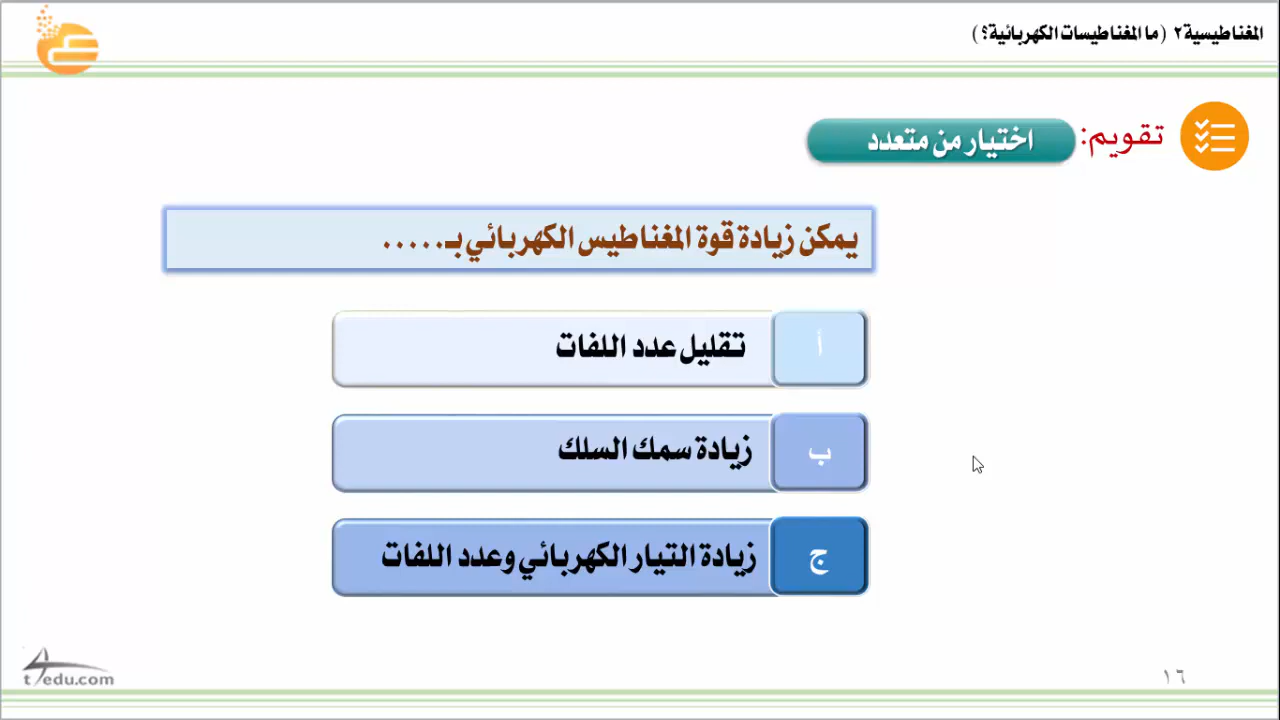 المغناطيسية٢ (ما المغناطيسات الكهربائية؟)
تقويم:
اختيار من متعدد
يمكن زيادة قوة المغناطيس الكهربائي بـ.....
أ
تقليل عدد اللفات
ب
زيادة سمك السلك
ج
زيادة التيار الكهربائي وعدد اللفات
t4edu.com
١٦